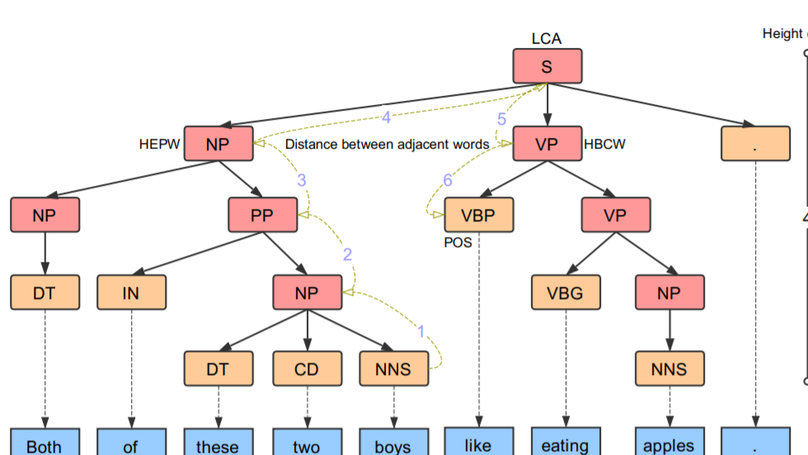 LCA
Height
S
4
5
HEPW
NP
Distance between adjacent words
VP
HBCW
.
3
6
NP
PP
VBP
VP
POS
2
DT
IN
NP
VBG
NP
1
DT
CD
NNS
NNS
Both
of
these
two
boys
like
eating
apples
.